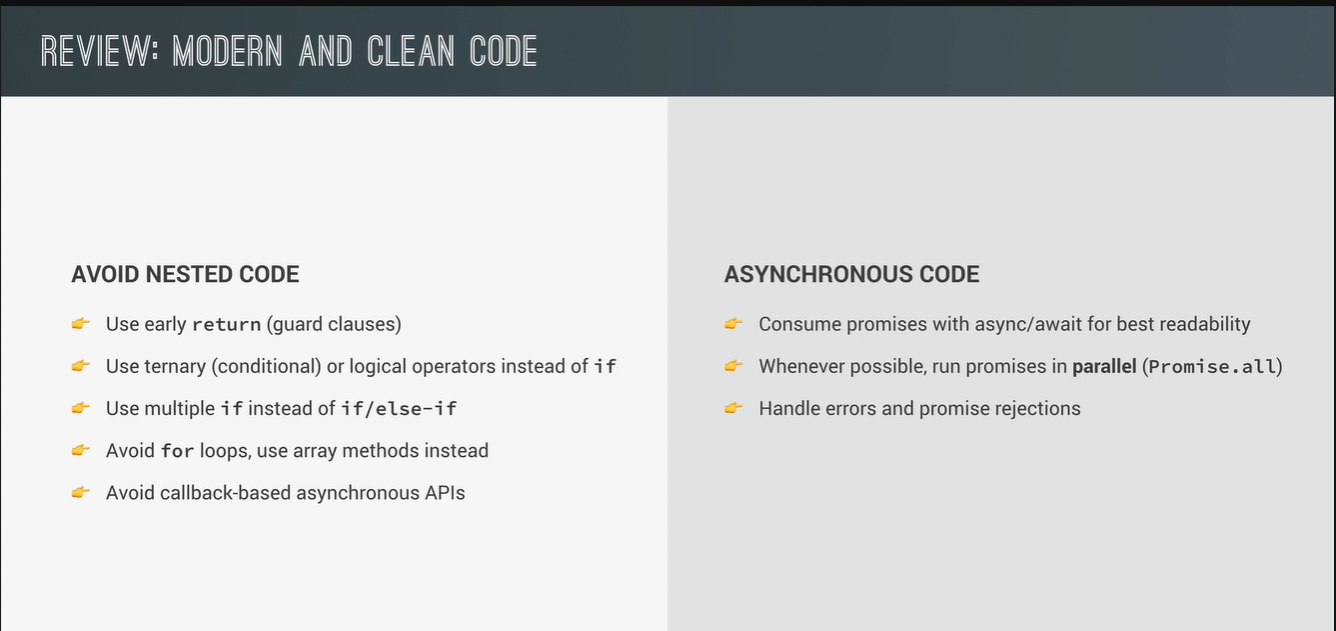 REVIEW: MODERN AND CLEAN CODE
AVOID NESTED CODE
👉 Use early return (guard clauses)
👉 Use ternary (conditional) or logical operators instead of if
👉 Use multiple if instead of if/else-if
👉 Avoid for loops, use array methods instead
👉 Avoid callback-based asynchronous APIs
ASYNCHRONOUS CODE
👉 Consume promises with async/await for best readability
👉 Whenever possible, run promises in parallel (Promise.all)
👉 Handle errors and promise rejections